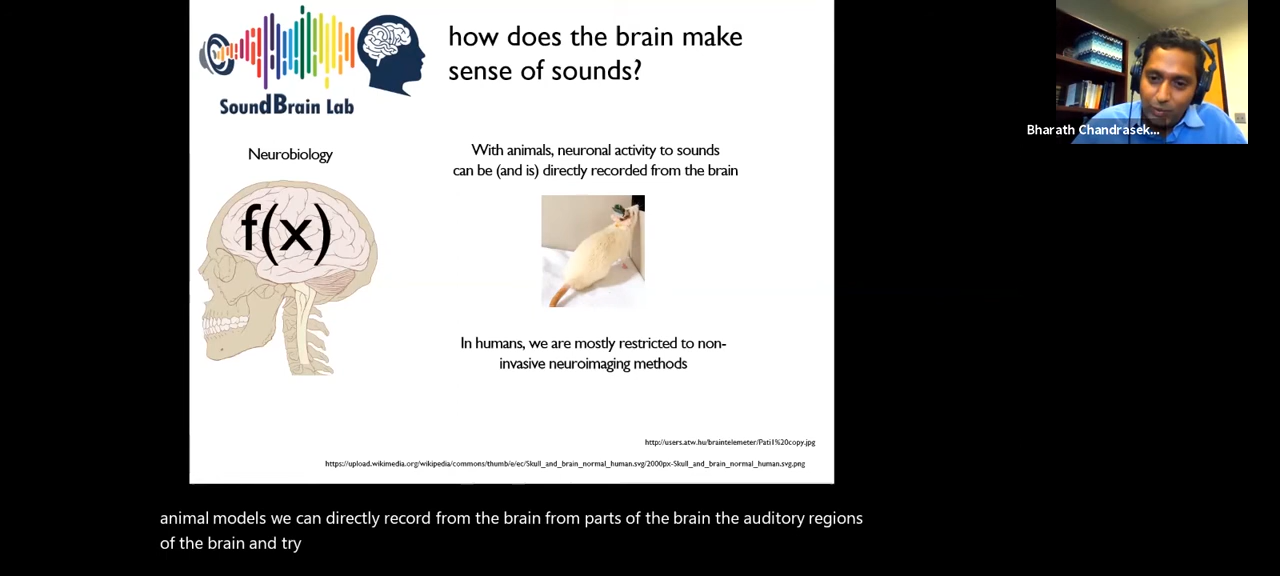 how does the brain make
sense of sounds?
SoundBrain Lab
Bharath Chandrasek...
Neurobiology
With animals, neuronal activity to sounds
can be (and is) directly recorded from the brain
f(x)
In humans, we are mostly restricted to non-
invasive neuroimaging methods
http://users.atw.hu/braintelemeter/Pati1%20copy.jpg
https://upload.wikimedia.org/wikipedia/commons/thumb/e/ec/Skull_and_brain_normal_human.svg/2000px-Skull_and_brain_normal_human.svg.png
animal models we can directly record from the brain from parts of the brain the auditory regions
of the brain and try